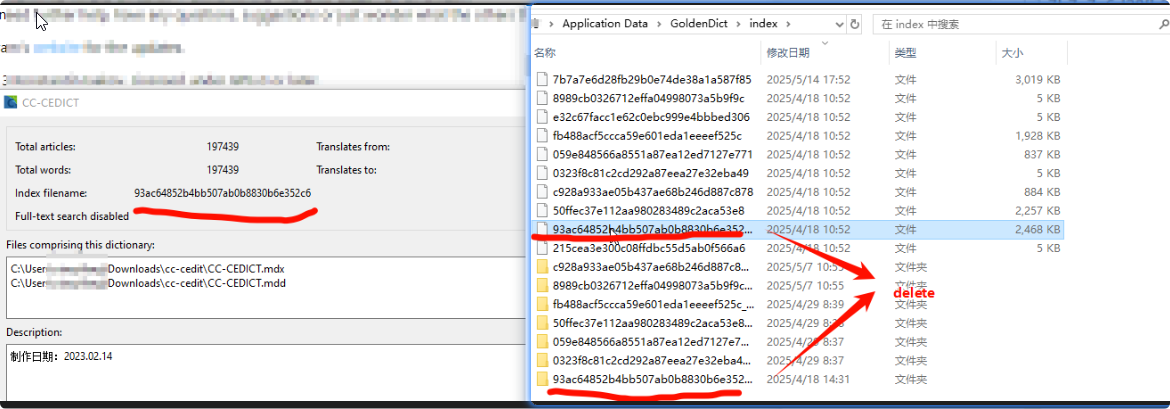 Application Data > GoldenDict > index >
在 index 中搜索
for live updates.
CC-CEDICT
Total articles: 197439 Translates from:
Total words: 197439 Translates to:
Index filename: 93ac64852b4bb507ab0b8830b6e352c6
Full-text search disabled
Files comprising this dictionary:
C:\User
Downloads\cc-cedit\CC-CEDICT.mdx
C:\User
Downloads\cc-cedit\CC-CEDICT.mdd
Description:
制作日期：2023.02.14
名称 修改日期 类型 大小
7b7a7e6d28fb29b0e74de38a1a587f85 2025/5/14 17:52 文件 3,019 KB
8989cb0326712effa04998073a5b9f9c 2025/4/18 10:52 文件 5 KB
e32c67facc1e62c0ebc999e4bbbed306 2025/4/18 10:52 文件 5 KB
fb488acf5ccca59e601eda1eeeef525c 2025/4/18 10:52 文件 1,928 KB
059e848566a8551a87ea12ed7127e771 2025/4/18 10:52 文件 837 KB
0323f8c81c2cd292a87eea27e32eba49 2025/4/18 10:52 文件 5 KB
c928a933ae05b437ae68b246d887c878 2025/4/18 10:52 文件 884 KB
50ffec37e112aa980283489c2aca53e8 2025/4/18 10:52 文件 2,257 KB
93ac64852b4bb507ab0b8830b6e352... 2025/4/18 10:52 文件 2,468 KB
215cea3e300c08ffdbc55d5ab0f566a6 2025/4/18 10:52 文件 5 KB
c928a933ae05b437ae68b246d887c8... 2025/5/7 10:55 文件夹
8989cb0326712effa04998073a5b9f9c... 2025/5/7 10:55 文件夹
delete
fb488acf5ccca59e601eda1eeeef525c_... 2025/4/29 8:39 文件夹
50ffec37e112aa980283489c2aca53e8... 2025/4/29 8:38 文件夹
059e848566a8551a87ea12ed7127e7... 2025/4/29 8:37 文件夹
0323f8c81c2cd292a87eea27e32eba4... 2025/4/29 8:37 文件夹
93ac64852b4bb507ab0b8830b6e352... 2025/4/18 14:31 文件夹